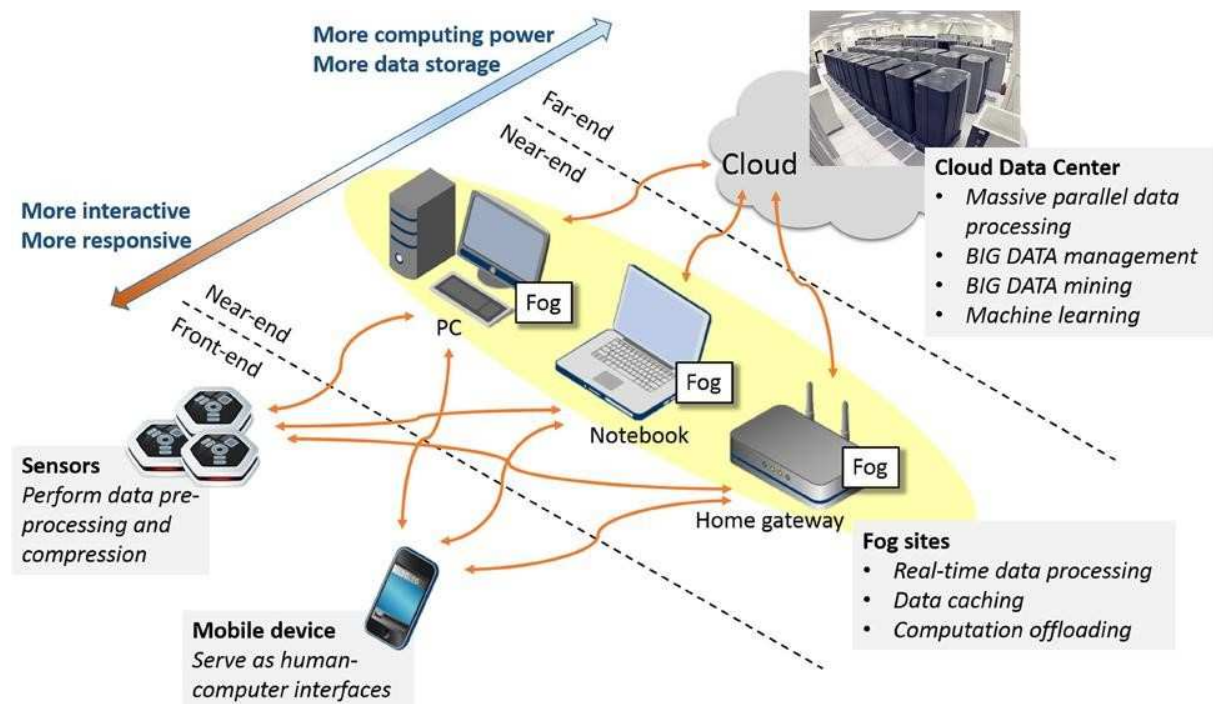 More computing power
More data storage
More interactive
More responsive
Far-end
Near-end
Cloud
Cloud Data Center
• Massive parallel data
processing
• BIG DATA management
• BIG DATA mining
• Machine learning
Near-end
Front-end
PC
Fog
Notebook
Fog
Home gateway
Fog
Sensors
Perform data pre-
processing and
compression
Mobile device
Serve as human-
computer interfaces
Fog sites
• Real-time data processing
• Data caching
• Computation offloading